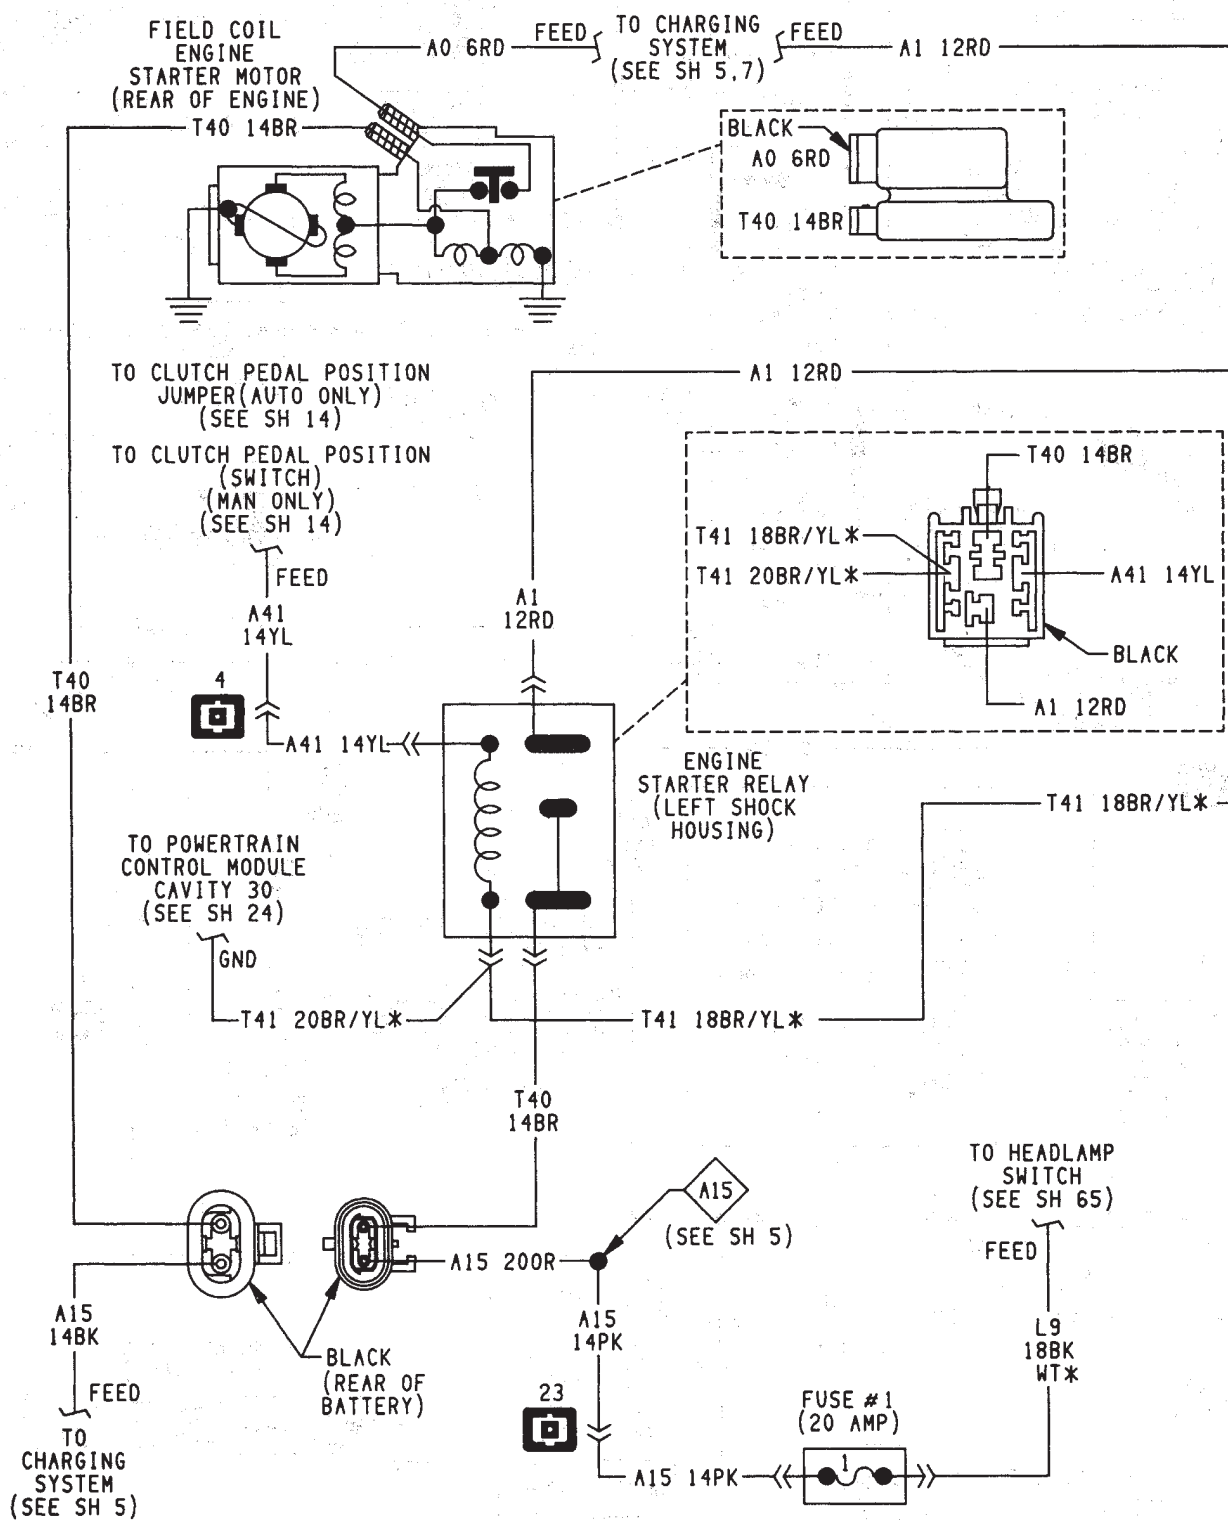 FIELD COIL
ENGINE
STARTER MOTOR
(REAR OF ENGINE)
A0 6RD
FEED
TO CHARGING
SYSTEM
(SEE SH 5,7)
FEED
A1 12RD
T40 14BR
BLACK
A0 6RD
T40 14BR
TO CLUTCH PEDAL POSITION
JUMPER(AUTO ONLY)
(SEE SH 14)
TO CLUTCH PEDAL POSITION
(SWITCH)
(MAN ONLY)
(SEE SH 14)
FEED
A41
14YL
A1 12RD
A1
12RD
T40 14BR
T41 18BR/YL*
T41 20BR/YL*
A41 14YL
BLACK
A1 12RD
T40
14BR
4
A41 14YL
ENGINE
STARTER RELAY
(LEFT SHOCK
HOUSING)
T41 18BR/YL*
TO POWERTRAIN
CONTROL MODULE
CAVITY 30
(SEE SH 24)
GND
T41 20BR/YL*
T41 18BR/YL*
T40
14BR
A15
(SEE SH 5)
A15 20OR
TO HEADLAMP
SWITCH
(SEE SH 65)
FEED
A15
14BK
FEED
TO
CHARGING
SYSTEM
(SEE SH 5)
BLACK
(REAR OF
BATTERY)
A15
14PK
23
A15 14PK
FUSE #1
(20 AMP)
1
L9
18BK
WT*